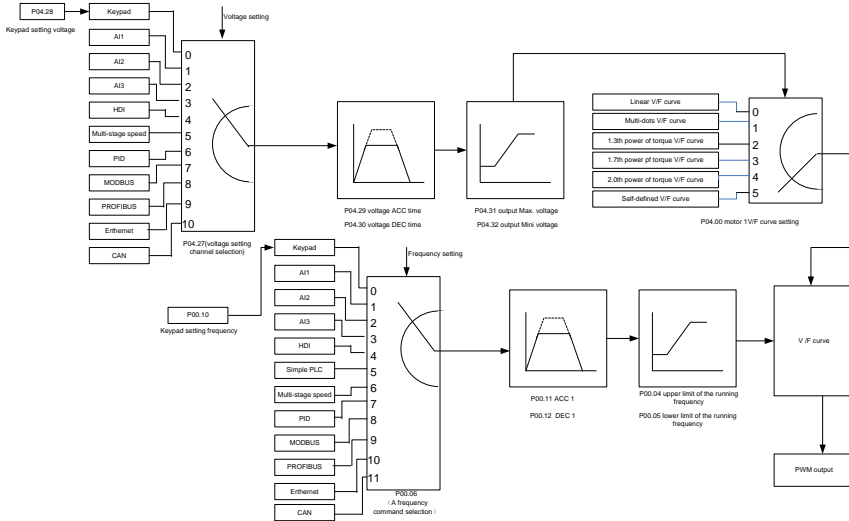 P04.28
Keypad setting voltage
Keypad
AI1
AI2
AI3
HDI
Multi-stage speed
PID
MODBUS
PROFIBUS
Erthernet
CAN
Voltage setting
0
1
2
3
4
5
6
7
8
9
10
P04.27(voltage setting
channel selection)
P04.29 voltage ACC time
P04.30 voltage DEC time
P04.31 output Max. voltage
P04.32 output Mini voltage
Linear V/F curve
Multi-dots V/F curve
1.3th power of torque V/F curve
1.7th power pf torque V/F curve
2.0th power of torque V/F curve
Self-defined V/F curve
0
1
2
3
4
5
P04.00 motor 1V/F curve setting
P00.10
Keypad setting frequency
Keypad
AI1
AI2
AI3
HDI
Simple PLC
Multi-stage speed
PID
MODBUS
PROFIBUS
Erthernet
CAN
Frequency setting
0
1
2
3
4
5
6
7
8
9
10
11
P00.06
(A frequency
command selection)
P00.11 ACC 1
P00.12 DEC 1
P00.04 upper limit of the running
frequency
P00.05 lower limit of the running
frequency
V /F curve
PWM output